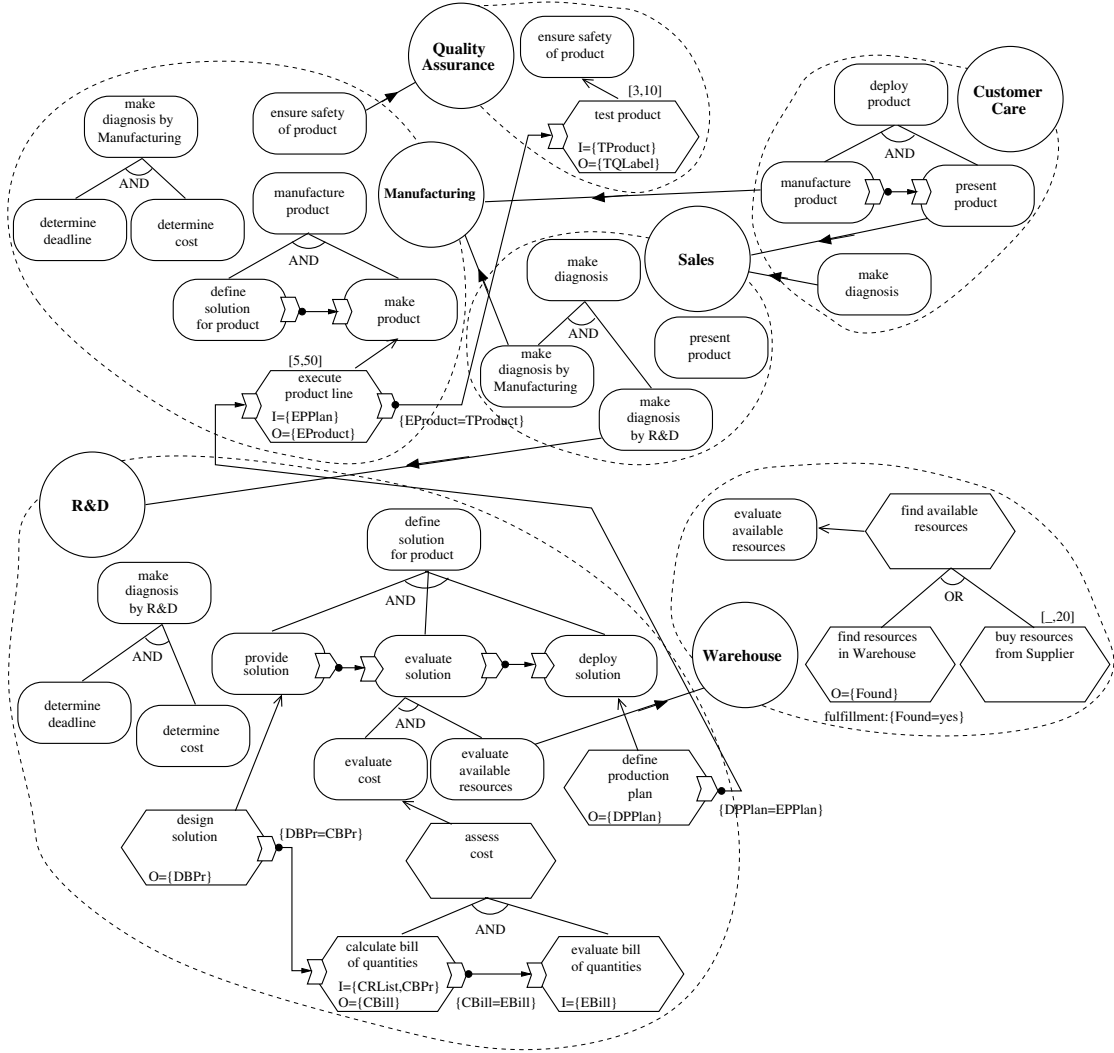 Quality
Assurance
ensure safety
of product
[3,10]
test product
I={TProduct}
O={TQLabel}
deploy
product
Customer
Care
AND
manufacture
product
present
product
make
diagnosis
make
diagnosis by
Manufacturing
AND
determine
deadline
determine
cost
ensure safety
of product
Manufacturing
manufacture
product
AND
define
solution
for product
make
product
[5,50]
execute
product line
I={EPPlan}
O={EProduct}
{EProduct=TProduct}
Sales
make
diagnosis
AND
present
product
make
diagnosis by
Manufacturing
make
diagnosis
by R&D
R&D
define
solution
for product
AND
make
diagnosis
by R&D
AND
determine
deadline
determine
cost
provide
solution
evaluate
solution
deploy
solution
AND
evaluate
cost
evaluate
available
resources
define
production
plan
O={DPPlan}
{DPPlan=EPPlan}
design
solution
O={DBPr}
{DBPr=CBPr}
assess
cost
AND
calculate bill
of quantities
I={CRList,CBPr}
O={CBill}
{CBill=EBill}
evaluate bill
of quantities
I={EBill}
evaluate
available
resources
find available
resources
OR
[_,20]
Warehouse
find resources
in Warehouse
O={Found}
fulfillment:{Found=yes}
buy resources
from Supplier